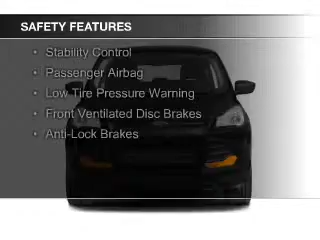 SAFETY FEATURES
• Stability Control
• Passenger Airbag
• Low Tire Pressure Warning
• Front Ventilated Disc Brakes
• Anti-Lock Brakes